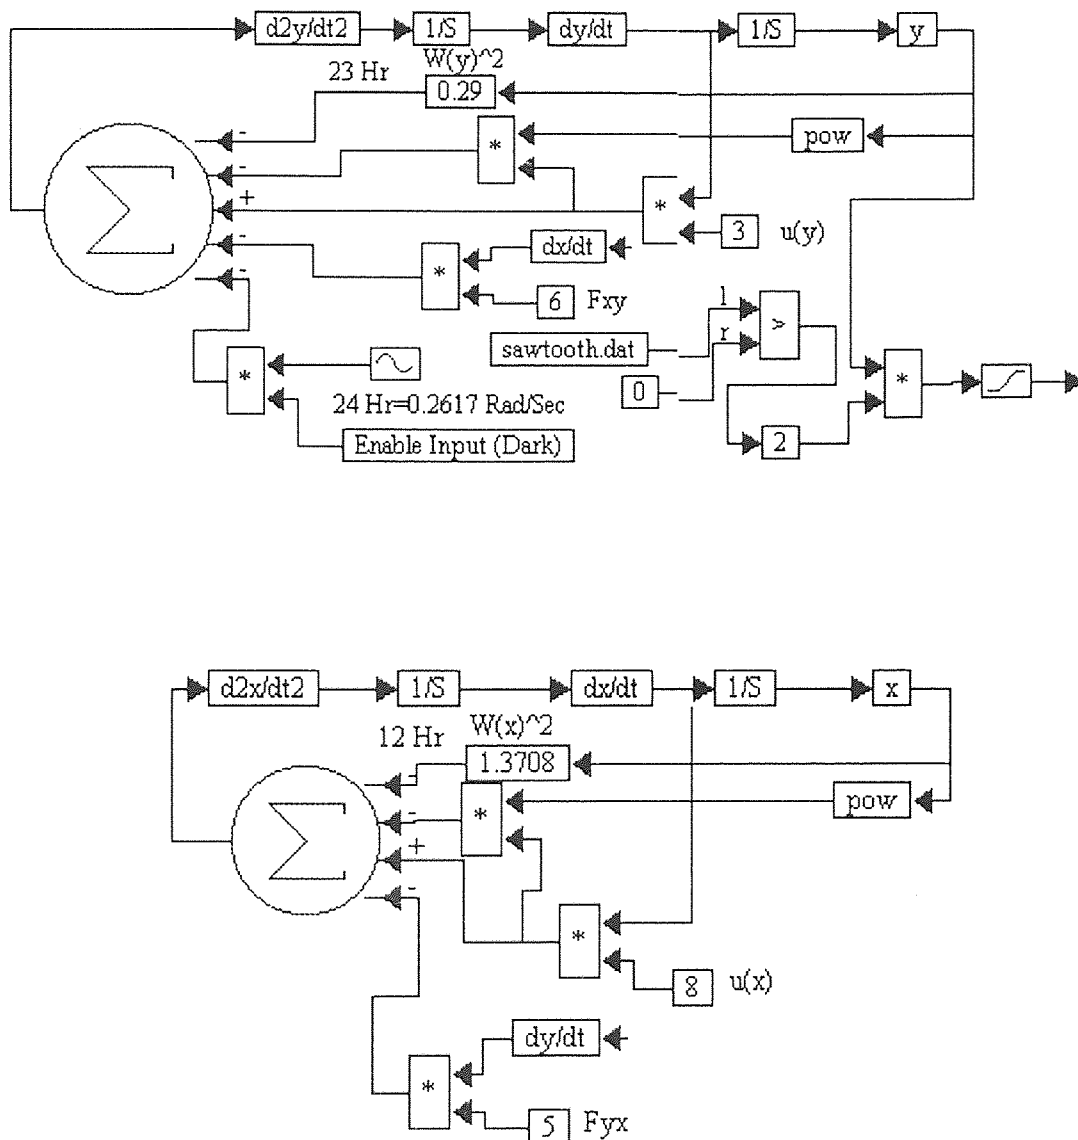 d2y/dt2 1/S dy/dt 1/S y
23 Hr W(y)^2
0.29
- * pow
-
+ * 3 u(y)
- * dx/dt
- 6 Fxy
l
r >
sawtooth.dat
* 0 *
24 Hr=0.2617 Rad/Sec
Enable Input (Dark) 2
d2x/dt2 1/S dx/dt 1/S x
12 Hr W(x)^2
- 1.3708
- * pow
+
- *
8 u(x)
dy/dt
*
5 Fyx